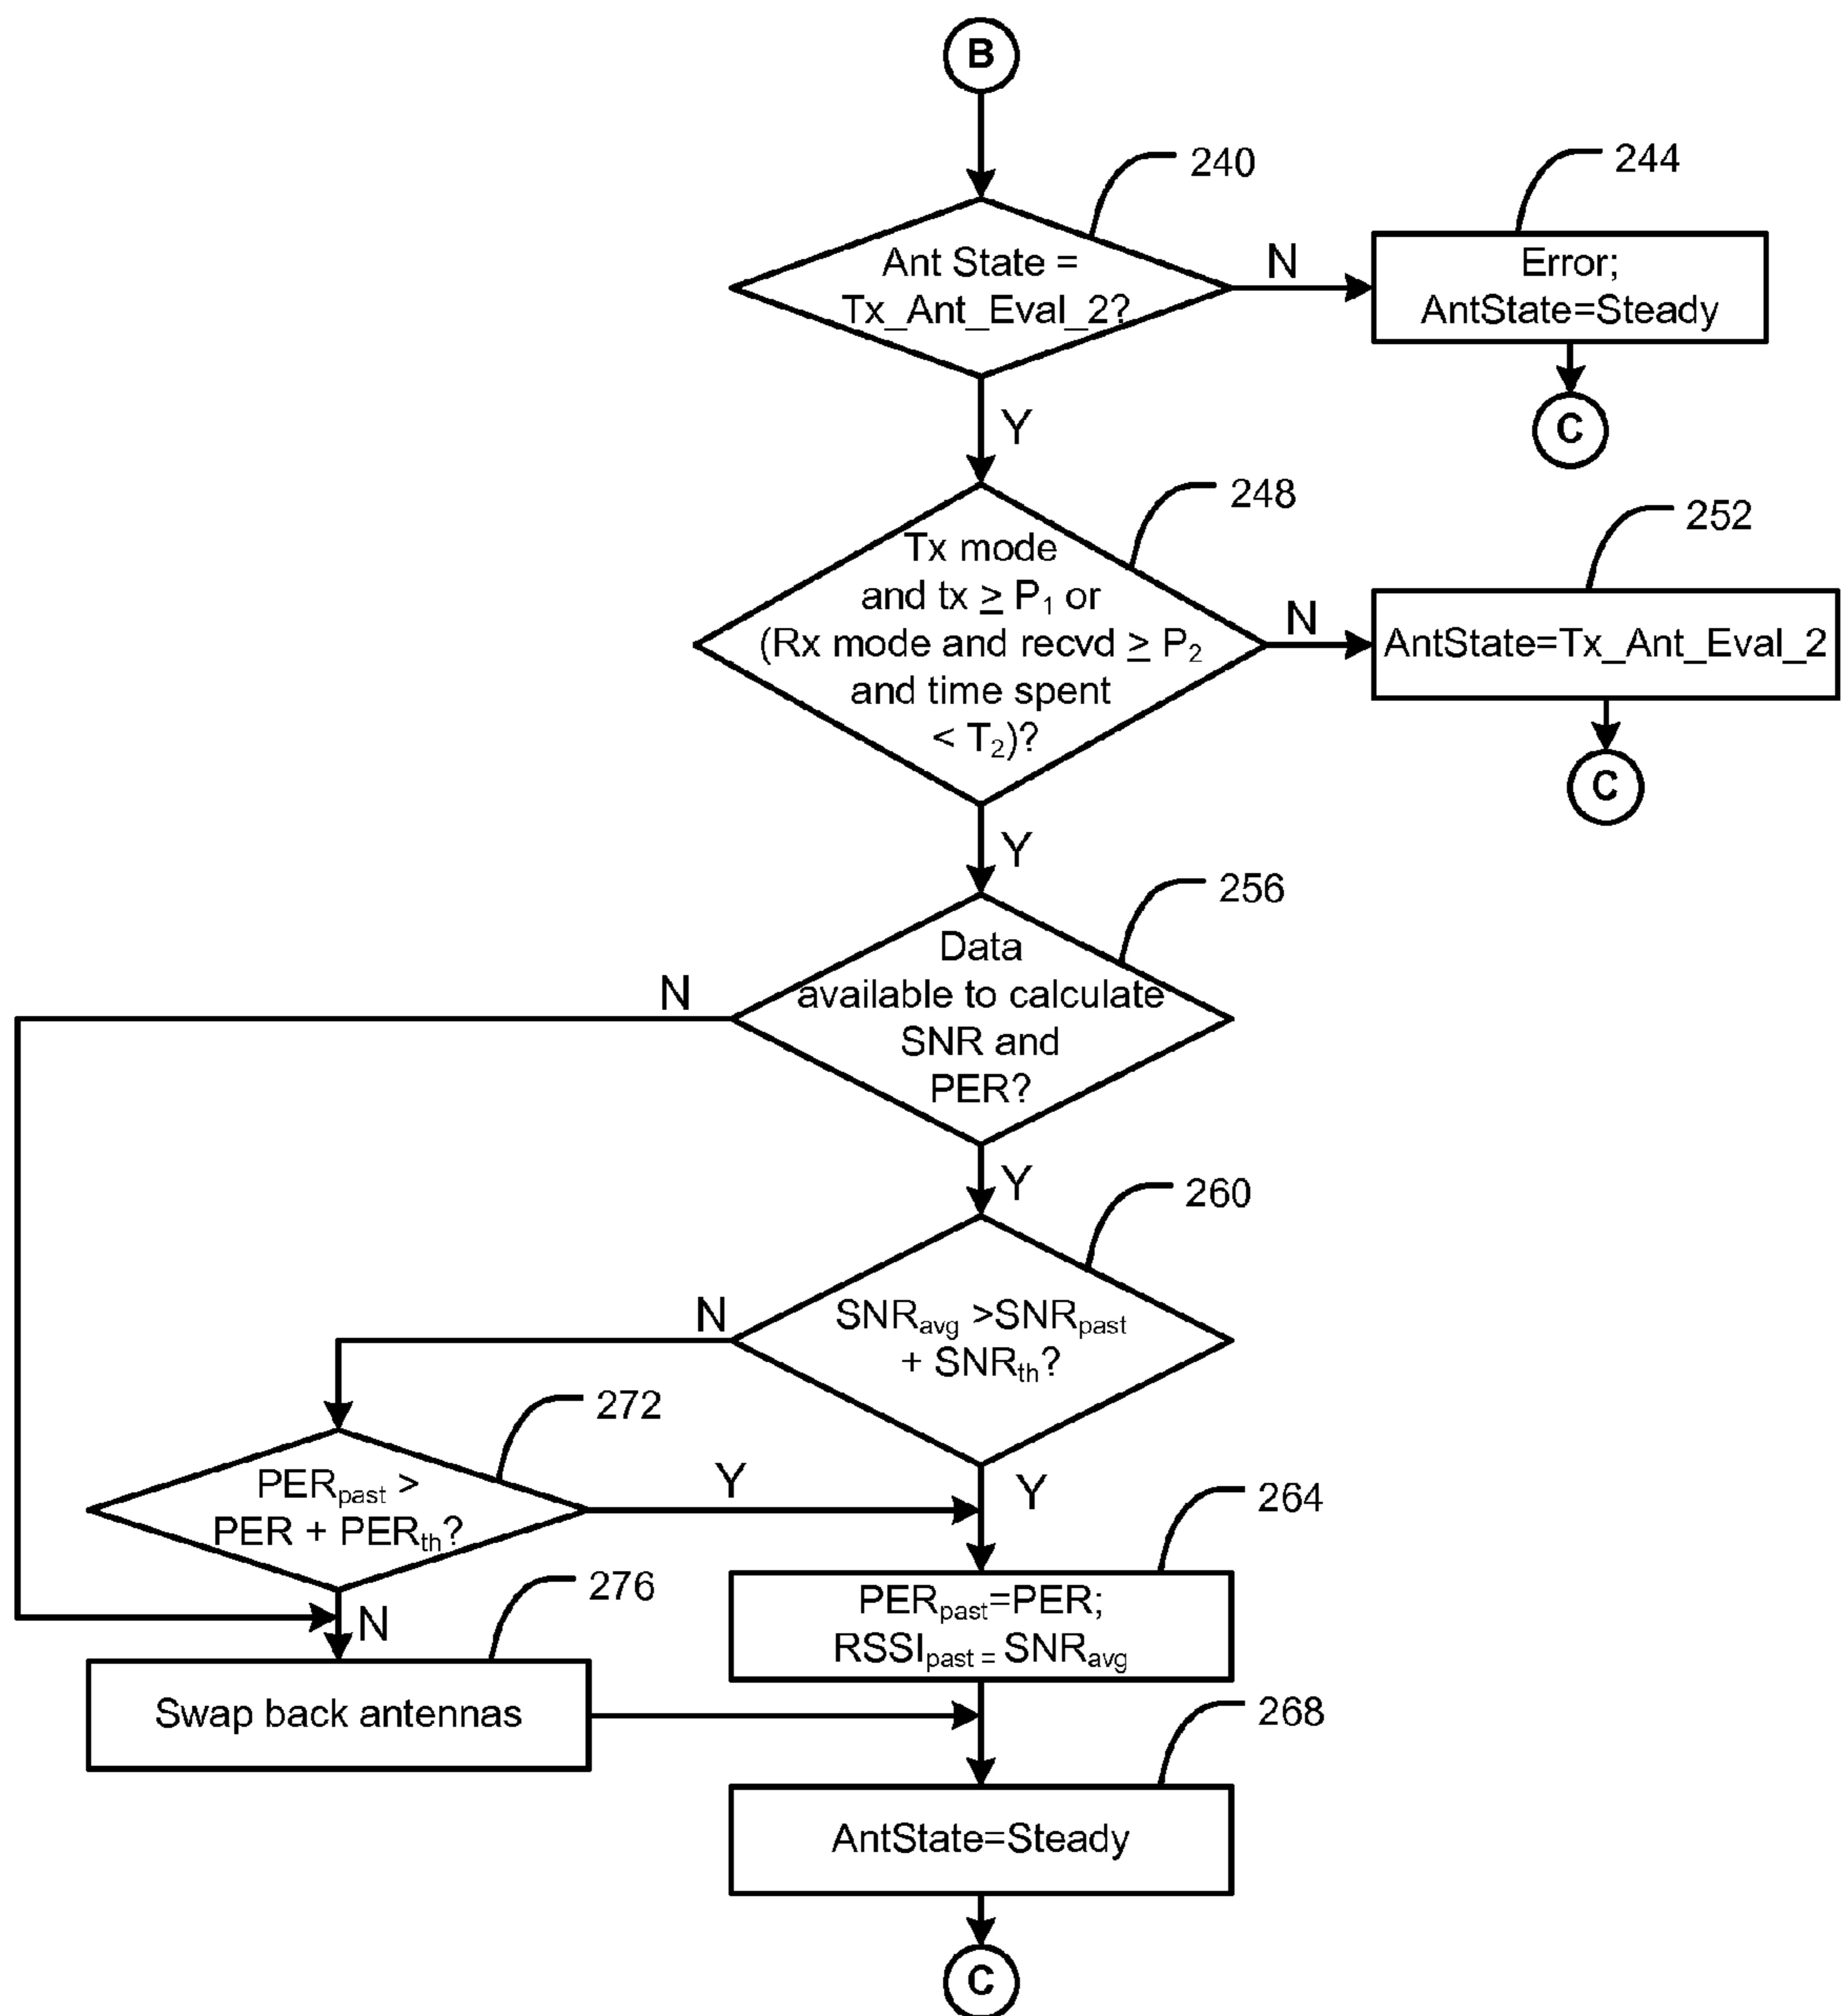 B
240
Ant State =
Tx_Ant_Eval_2?
N
244
Error;
AntState=Steady
C
Y
248
Tx mode
and tx ≥ P₁ or
(Rx mode and recvd ≥ P₂
and time spent
< T₂)?
N
252
AntState=Tx_Ant_Eval_2
C
Y
256
Data
available to calculate
SNR and
PER?
N
Y
260
SNRavg >SNRpast
+ SNRth?
N
272
PERpast >
PER + PERth?
Y
Y
264
PERpast=PER;
RSSIpast = SNRavg
N
276
Swap back antennas
268
AntState=Steady
C